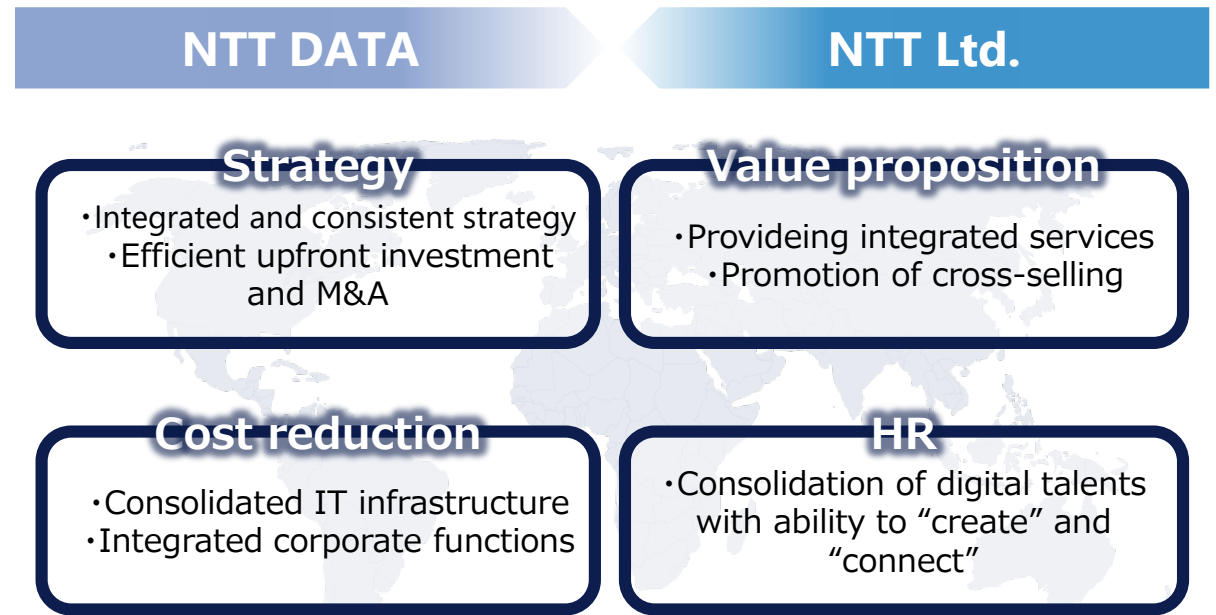 NTT DATA
NTT Ltd.
Strategy
・Integrated and consistent strategy
・Efficient upfront investment
and M&A
Value proposition
・Provideing integrated services
・Promotion of cross-selling
Cost reduction
・Consolidated IT infrastructure
・Integrated corporate functions
HR
・Consolidation of digital talents
with ability to “create” and
“connect”